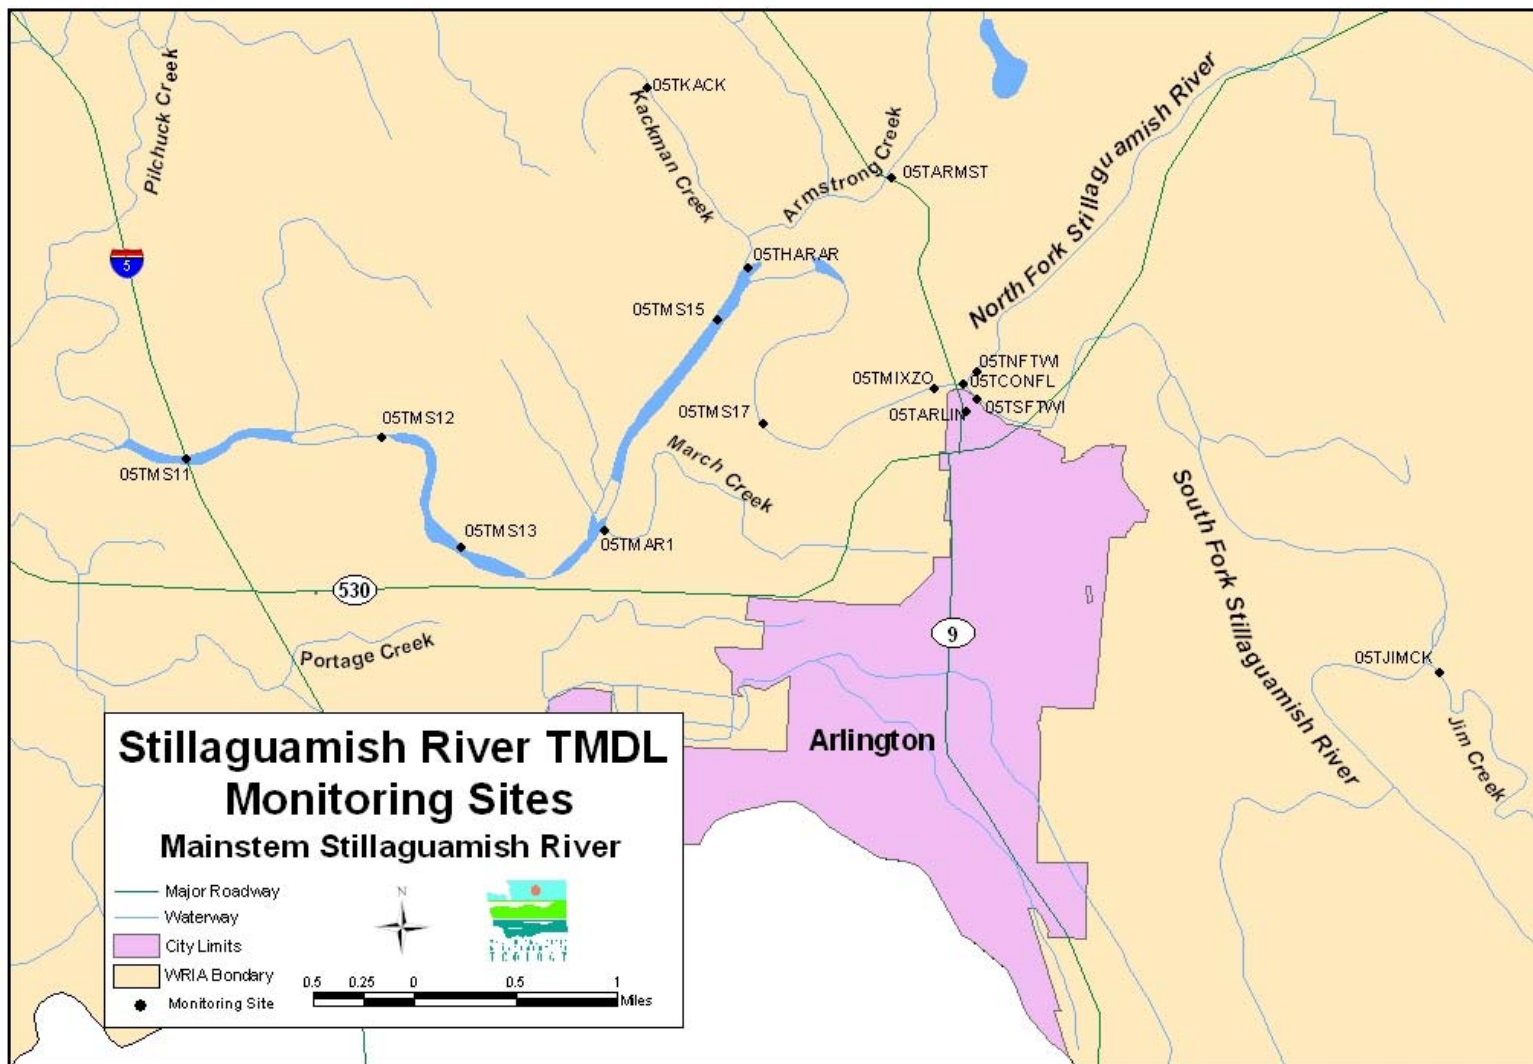 Pilchuck Creek
05TKACK
Kackman Creek
Armstrong Creek
05TARMST
North Fork Stillaguamish River
5
05THARAR
05TMS15
05TNFTWI
05TMIXZO
05TCONFL
05TMS17
05TARLIN
05TSFTWI
05TMS12
05TMS11
March Creek
05TMS13
05TMAR1
South Fork Stillaguamish River
530
9
Portage Creek
05TJIMCK
Jim Creek
Arlington
Stillaguamish River TMDL
Monitoring Sites
Mainstem Stillaguamish River
Major Roadway
Waterway
City Limits
WRIA Bondary
Monitoring Site
N
0.5 0.25 0 0.5 1
Miles